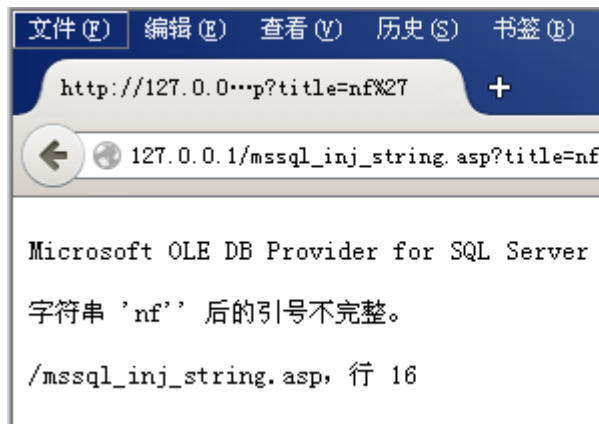 文件(F) 编辑(E) 查看(V) 历史(S) 书签(B)
http://127.0.0…p?title=nf%27 +
127.0.0.1/mssql_inj_string.asp?title=nf
Microsoft OLE DB Provider for SQL Server
字符串 'nf'' 后的引号不完整。
/mssql_inj_string.asp，行 16